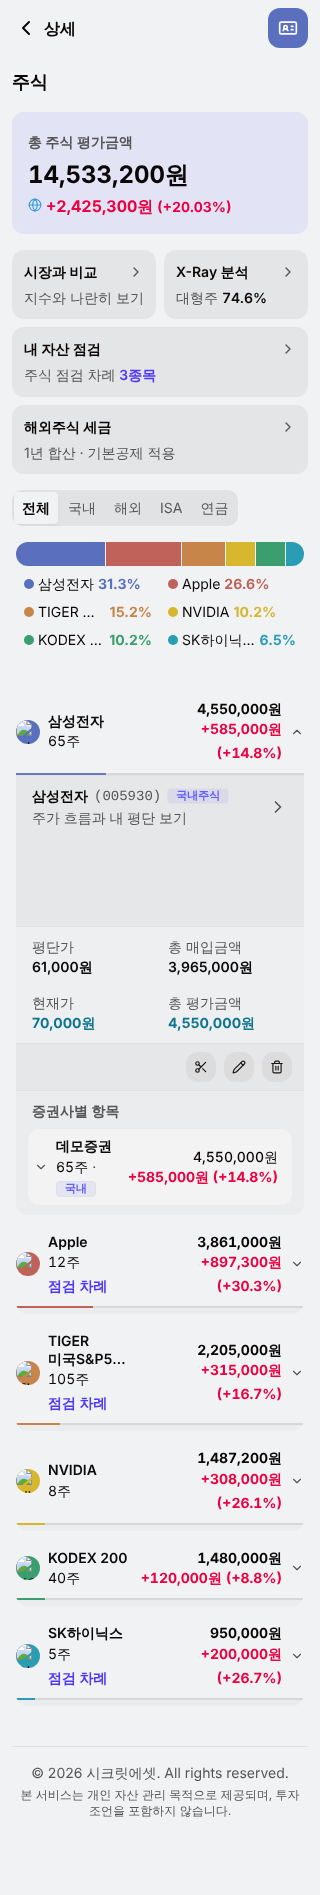 상세
주식
총 주식 평가금액
14,533,200원
+2,425,300원 (+20.03%)
시장과 비교
지수와 나란히 보기
X-Ray 분석
대형주 74.6%
내 자산 점검
주식 점검 차례 3종목
해외주식 세금
1년 합산 · 기본공제 적용
전체 국내 해외 ISA 연금
삼성전자 31.3% Apple 26.6%
TIGER ... 15.2% NVIDIA 10.2%
KODEX ... 10.2% SK하이닉... 6.5%
삼성전자
65주
4,550,000원
+585,000원
(+14.8%)
삼성전자 (005930) 국내주식
주가 흐름과 내 평단 보기
평단가 총 매입금액
61,000원 3,965,000원
현재가 총 평가금액
70,000원 4,550,000원
증권사별 항목
데모증권
65주 ·
국내
4,550,000원
+585,000원 (+14.8%)
Apple
12주
점검 차례
3,861,000원
+897,300원
(+30.3%)
TIGER
미국S&P5...
105주
점검 차례
2,205,000원
+315,000원
(+16.7%)
NVIDIA
8주
1,487,200원
+308,000원
(+26.1%)
KODEX 200
40주
1,480,000원
+120,000원 (+8.8%)
SK하이닉스
5주
점검 차례
950,000원
+200,000원
(+26.7%)
© 2026 시크릿에셋. All rights reserved.
본 서비스는 개인 자산 관리 목적으로 제공되며, 투자
조언을 포함하지 않습니다.